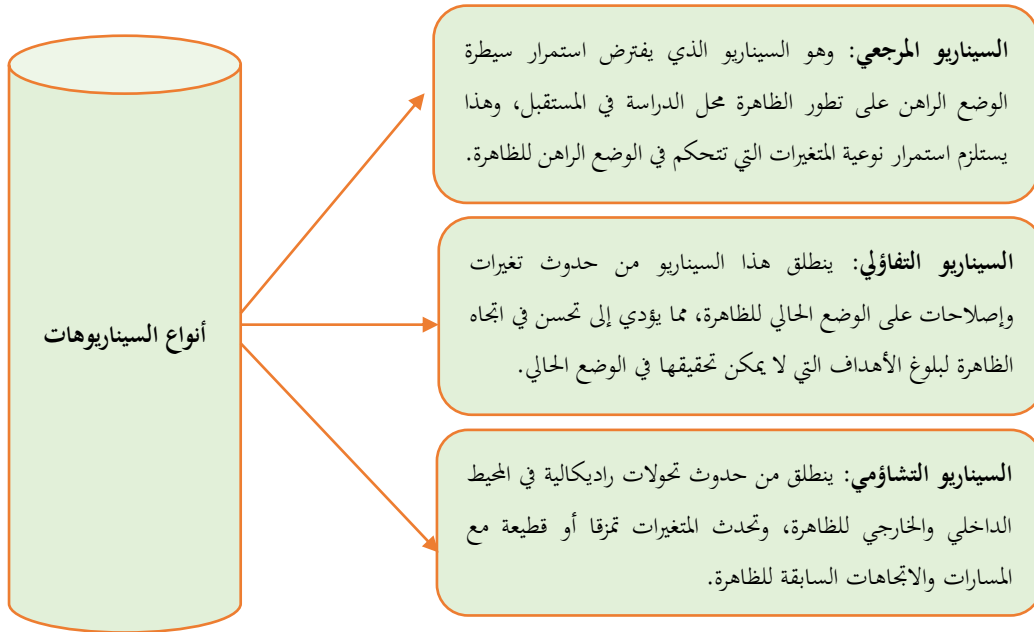 السيناريو المرجعي: وهو السيناريو الذي يفترض استمرار سيطرة
الوضع الراهن على تطور الظاهرة محل الدراسة في المستقبل، وهذا
يستلزم استمرار نوعية المتغيرات التي تتحكم في الوضع الراهن للظاهرة.
السيناريو التفاؤلي: ينطلق هذا السيناريو من حدوث تغيرات
وإصلاحات على الوضع الحالي للظاهرة، مما يؤدي إلى تحسن في اتجاه
الظاهرة لبلوغ الأهداف التي لا يمكن تحقيقها في الوضع الحالي.
أنواع السيناريوهات
السيناريو التشاؤمي: ينطلق من حدوث تحولات راديكالية في المحيط
الداخلي والخارجي للظاهرة، وتحدث المتغيرات تمزقا أو قطيعة مع
المسارات والاتجاهات السابقة للظاهرة.